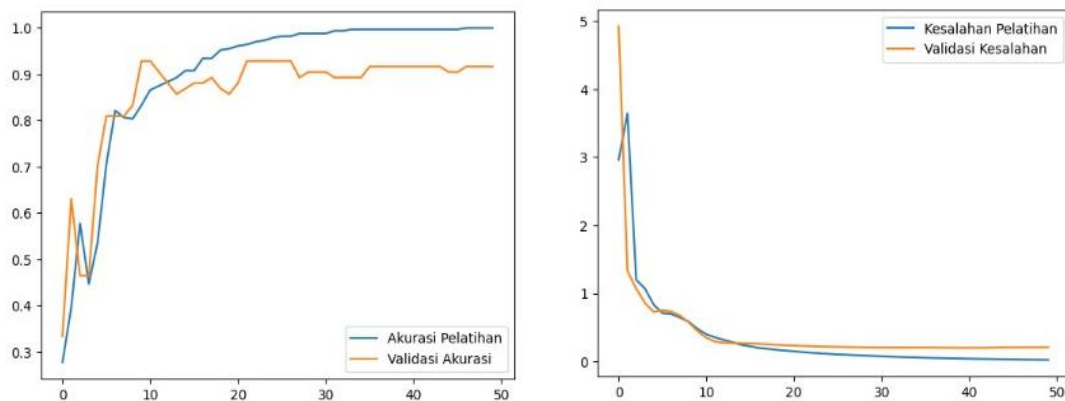 1.0
0.9
0.8
0.7
0.6
0.5
0.4
0.3
0 10 20 30 40 50
Akurasi Pelatihan
Validasi Akurasi
5
4
3
2
1
0
0 10 20 30 40 50
Kesalahan Pelatihan
Validasi Kesalahan